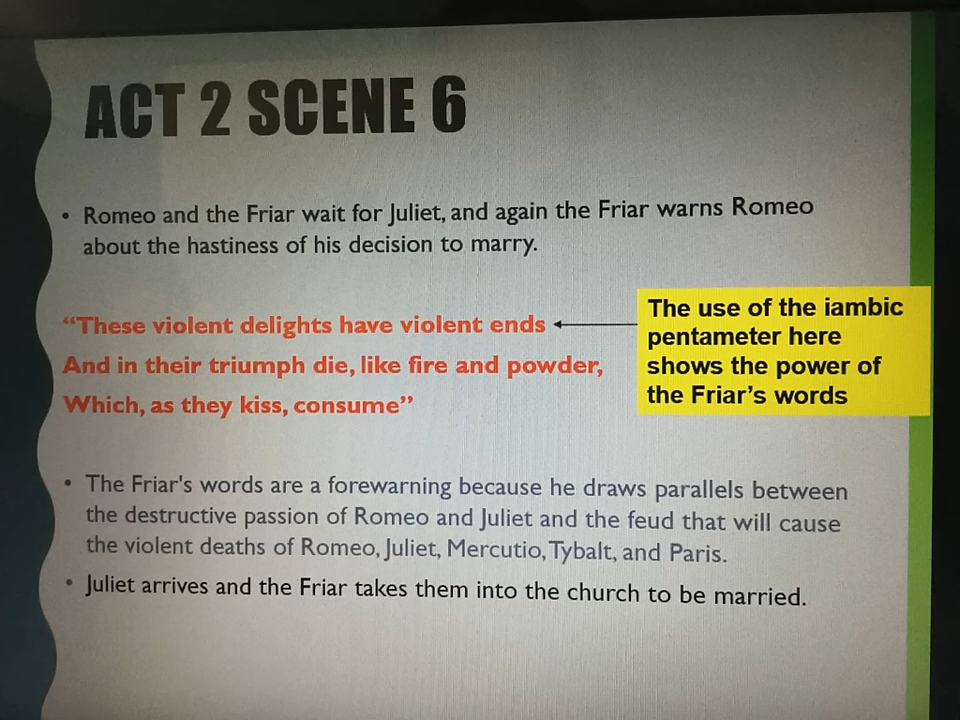 ACT 2 SCENE 6
• Romeo and the Friar wait for Juliet, and again the Friar warns Romeo
about the hastiness of his decision to marry.
“These violent delights have violent ends
And in their triumph die, like fire and powder,
Which, as they kiss, consume”
The use of the iambic
pentameter here
shows the power of
the Friar’s words
• The Friar's words are a forewarning because he draws parallels between
the destructive passion of Romeo and Juliet and the feud that will cause
the violent deaths of Romeo, Juliet, Mercutio, Tybalt, and Paris.
• Juliet arrives and the Friar takes them into the church to be married.